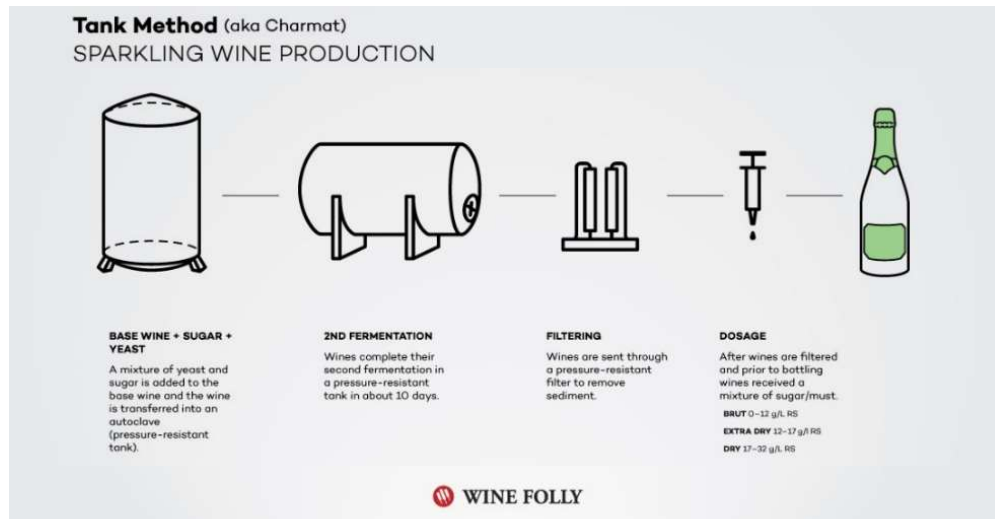 Tank Method (aka Charmat)
SPARKLING WINE PRODUCTION
BASE WINE + SUGAR +
YEAST
A mixture of yeast and
sugar is added to the
base wine and the wine
is transferred into an
autoclave
(pressure-resistant
tank).
2ND FERMENTATION
Wines complete their
second fermentation in
a pressure-resistant
tank in about 10 days.
FILTERING
Wines are sent through
a pressure-resistant
filter to remove
sediment.
DOSAGE
After wines are filtered
and prior to bottling
wines received a
mixture of sugar/must.
BRUT 0-12 g/L RS
EXTRA DRY 12-17 g/l RS
DRY 17-32 g/L RS
WINE FOLLY